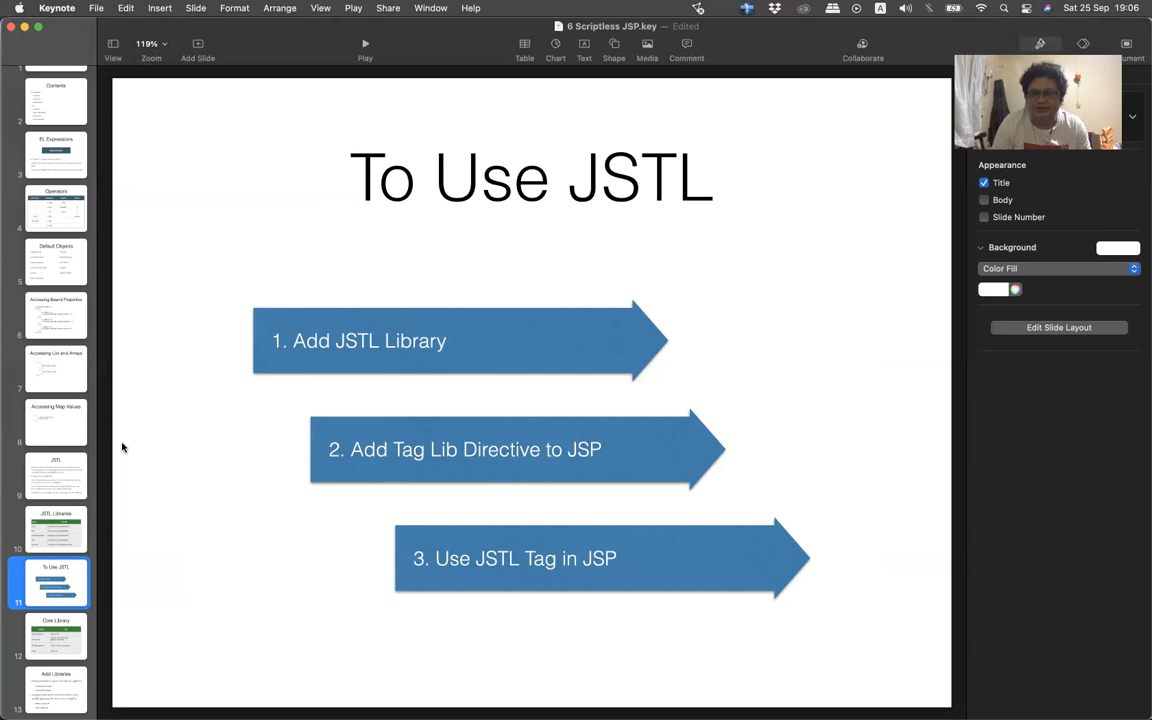 Keynote File Edit Insert Slide Format Arrange View Play Share Window Help Sat 25 Sep 19:06
6 Scriptless JSP.key — Edited
119%
View Zoom Add Slide Play Table Chart Text Shape Media Comment Collaborate
1
Contents
2
EL Expressions
3
Operators
4
Default Objects
5
6
Accessing List and Arrays
7
Accessing Map Values
8
JSTL
9
JSTL Libraries
10
To Use JSTL
11
Core Library
12
Add Libraries
13
To Use JSTL
1. Add JSTL Library
2. Add Tag Lib Directive to JSP
3. Use JSTL Tag in JSP
Appearance
Title
Body
Slide Number
Background
Color Fill
Edit Slide Layout